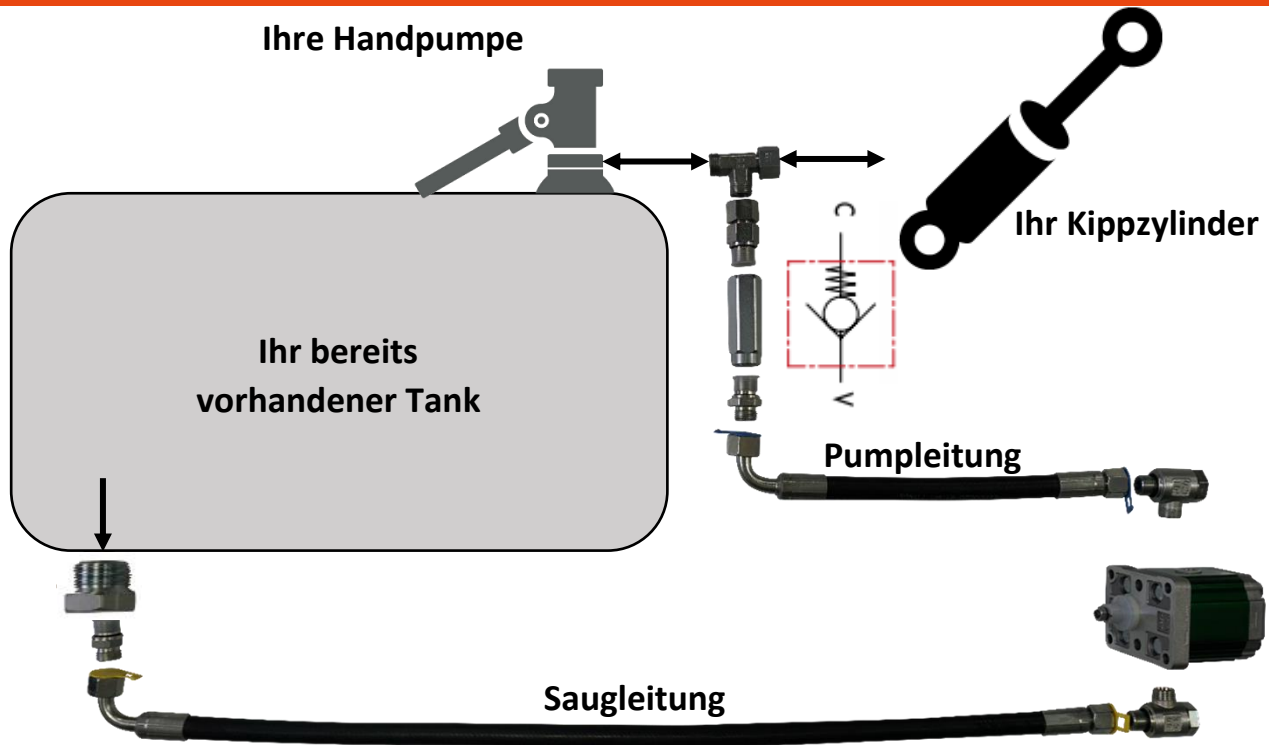 Ihre Handpumpe
Ihr Kippzylinder
C
V
Ihr bereits
vorhandener Tank
Pumpleitung
Saugleitung